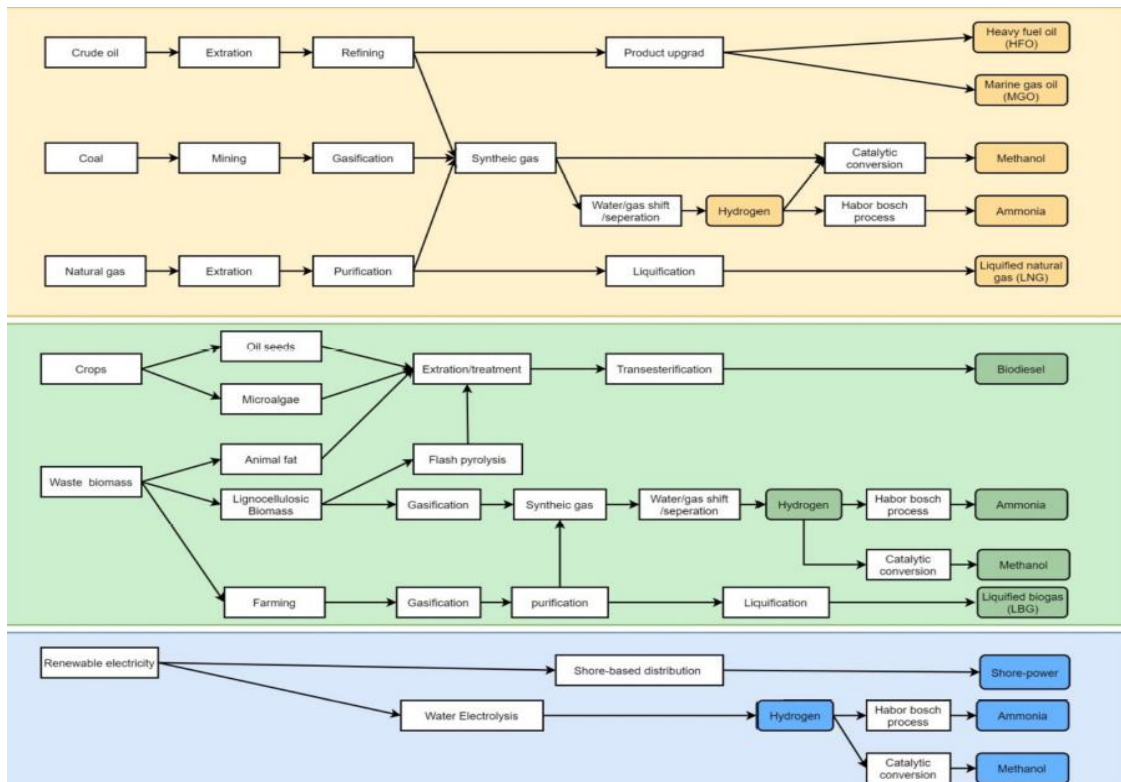 Crude oil
Extration
Refining
Product upgrad
Heavy fuel oil
(HFO)
Marine gas oil
(MGO)
Coal
Mining
Gasification
Syntheic gas
Catalytic
conversion
Methanol
Water/gas shift
/seperation
Hydrogen
Habor bosch
process
Ammonia
Natural gas
Extration
Purification
Liquification
Liquified natural
gas (LNG)
Crops
Oil seeds
Microalgae
Extration/treatment
Transesterification
Biodiesel
Waste biomass
Animal fat
Flash pyrolysis
Lignocellulosic
Biomass
Gasification
Syntheic gas
Water/gas shift
/seperation
Hydrogen
Habor bosch
process
Ammonia
Catalytic
conversion
Methanol
Farming
Gasification
purification
Liquification
Liquified biogas
(LBG)
Renewable electricity
Shore-based distribution
Shore-power
Water Electrolysis
Hydrogen
Habor bosch
process
Ammonia
Catalytic
conversion
Methanol